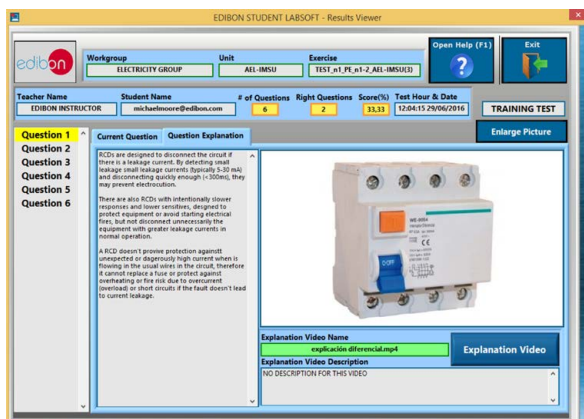 EDIBON STUDENT LABSOFT - Results Viewer
edibon
Workgroup
ELECTRICITY GROUP
Unit
AEL-IMSU
Exercise
TEST_n1_PE_n1-2_AEL-IMSU(3)
Open Help (F1)
?
Exit
Teacher Name
EDIBON INSTRUCTOR
Student Name
michaelmoore@edibon.com
# of Questions
6
Right Questions
2
Score(%)
33,33
Test Hour & Date
12:04:15 29/06/2016
TRAINING TEST
Enlarge Picture
Question 1
Question 2
Question 3
Question 4
Question 5
Question 6
Current Question
Question Explanation
RCDs are designed to disconnect the circuit if
there is a leakage current. By detecting small
leakage small leakage currents (typically 5-30 mA)
and disconnecting quickly enough (<300ms), they
may prevent electrocution.
There are also RCDs with intentionally slower
responses and lower sensitives, designed to
protect equipment or avoid starting electrical
fires, but not disconnect unnecessarily the
equipment with greater leakage currents in
normal operation.
A RCD doesn't provive protection againstt
unexpected or dagerously high current when is
flowing in the usual wires in the circuit, therefore
it cannot replace a fuse or protect against
overheating or fire risk due to overcurrent
(overload) or short circuits if the fault doesn't lead
to current leakage.
Explanation Video Name
explicación diferencial.mp4
Explanation Video
Explanation Video Description
NO DESCRIPTION FOR THIS VIDEO